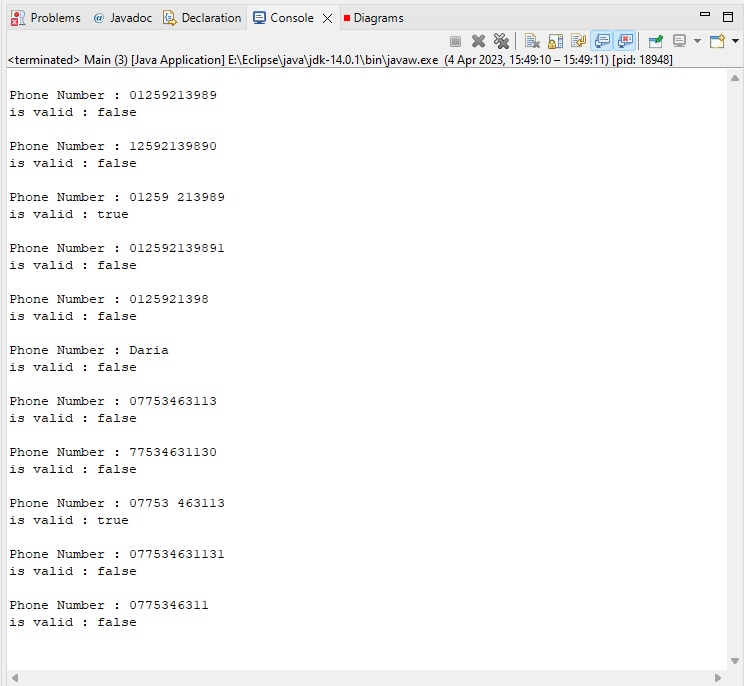 Problems @ Javadoc Declaration Console Diagrams
<terminated> Main (3) [Java Application] E:\Eclipse\java\jdk-14.0.1\bin\javaw.exe (4 Apr 2023, 15:49:10 – 15:49:11) [pid: 18948]
Phone Number : 01259213989
is valid : false
Phone Number : 12592139890
is valid : false
Phone Number : 01259 213989
is valid : true
Phone Number : 012592139891
is valid : false
Phone Number : 0125921398
is valid : false
Phone Number : Daria
is valid : false
Phone Number : 07753463113
is valid : false
Phone Number : 77534631130
is valid : false
Phone Number : 07753 463113
is valid : true
Phone Number : 077534631131
is valid : false
Phone Number : 0775346311
is valid : false